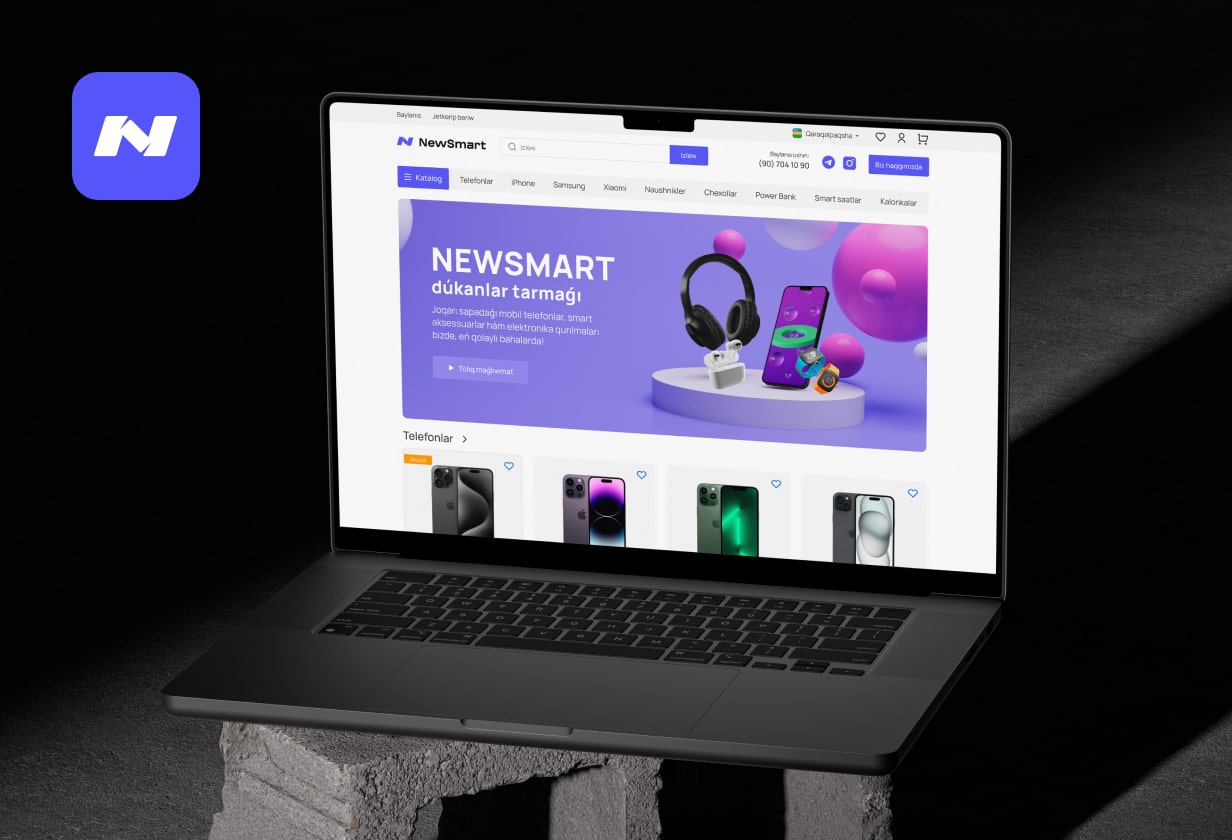 Baylanıs Jetkerip beriw
Qaraqalpaqsha
NewSmart
Izlew
Izlew
Baylanıs ushın:
(90) 704 10 90
Biz haqqımızda
Katalog Telefonlar iPhone Samsung Xiaomi Naushnikler Chexollar Power Bank Smart saatlar Kalonkalar
NEWSMART
dúkanlar tarmaǵı
Joqarı sapadaǵı mobil telefonlar, smart
aksessuarlar hám elektronika qurılmaları
bizde, eń qolaylı bahalarda!
Tolıq maǵlıwmat
Telefonlar